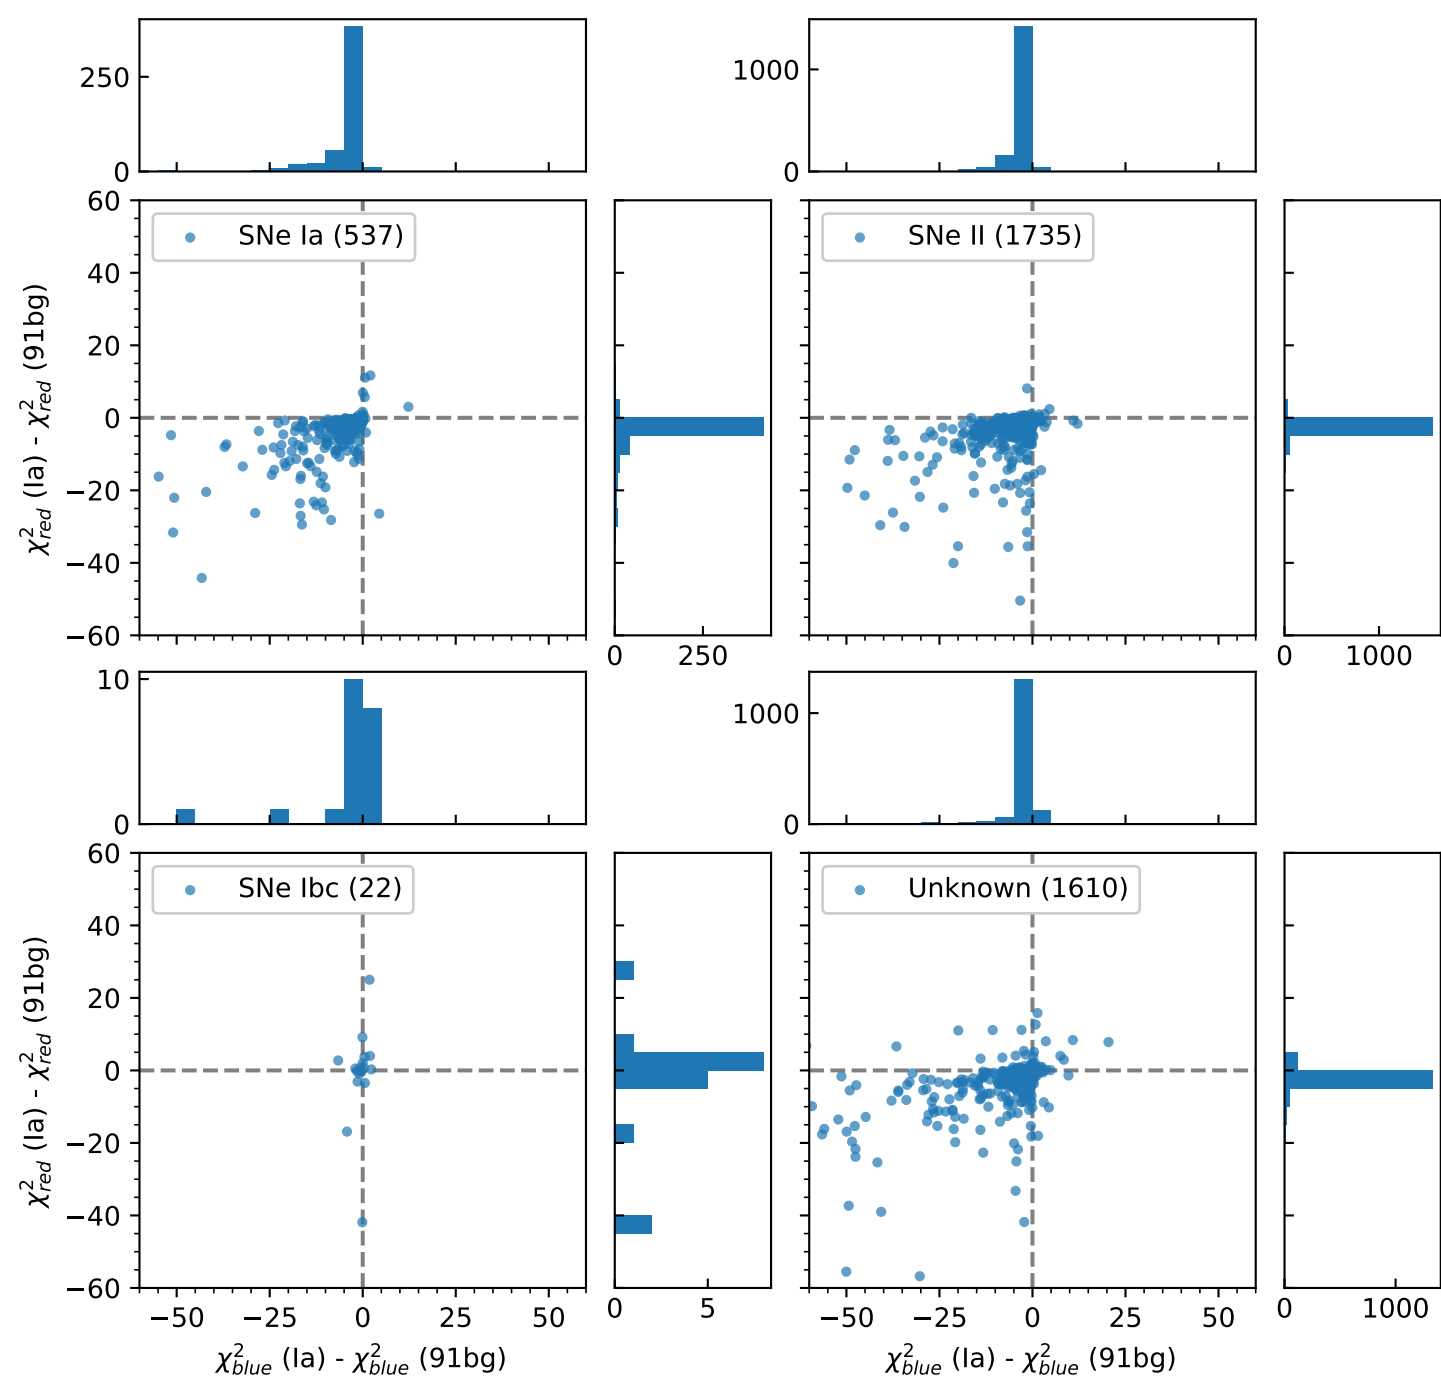 250
0
1000
0
60
40
20
0
−20
−40
−60
χ²red (Ia) - χ²red (91bg)
SNe Ia (537)
0 250
SNe II (1735)
0 1000
10
0
1000
0
60
40
20
0
−20
−40
−60
χ²red (Ia) - χ²red (91bg)
SNe Ibc (22)
−50 −25 0 25 50
χ²blue (Ia) - χ²blue (91bg)
0 5
Unknown (1610)
−50 −25 0 25 50
χ²blue (Ia) - χ²blue (91bg)
0 1000